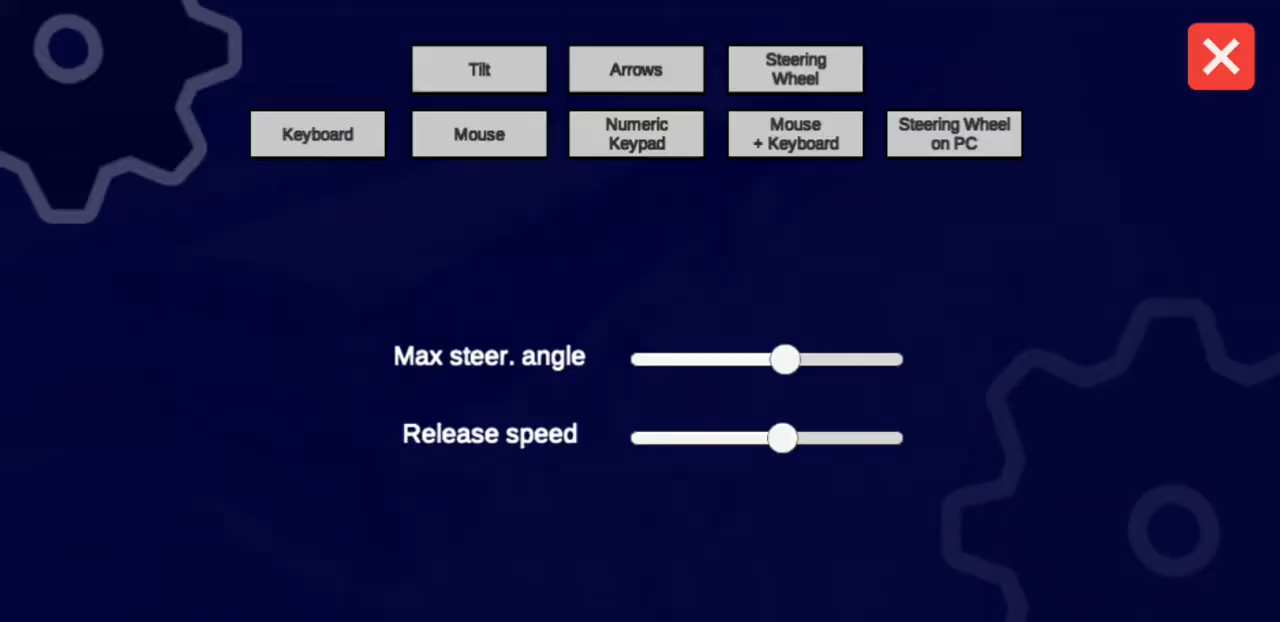 Tilt
Arrows
Steering
Wheel
Keyboard
Mouse
Numeric
Keypad
Mouse
+ Keyboard
Steering Wheel
on PC
Max steer. angle
Release speed